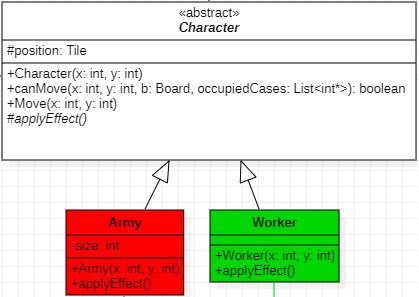 «abstract»
Character
#position: Tile
+Character(x: int, y: int)
+canMove(x: int, y: int, b: Board, occupiedCases: List<int*>): boolean
+Move(x: int, y: int)
#applyEffect()
Army
-size: int
+Army(x: int, y: int)
+applyEffect()
Worker
+Worker(x: int, y: int)
+applyEffect()